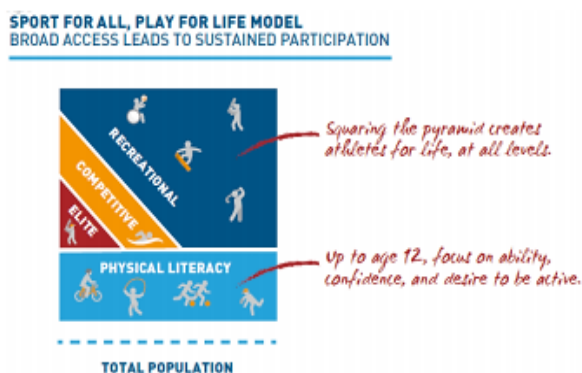 SPORT FOR ALL, PLAY FOR LIFE MODEL
BROAD ACCESS LEADS TO SUSTAINED PARTICIPATION
RECREATIONAL
COMPETITIVE
ELITE
Squaring the pyramid creates
athletes for life, at all levels.
PHYSICAL LITERACY
Up to age 12, focus on ability,
confidence, and desire to be active.
TOTAL POPULATION